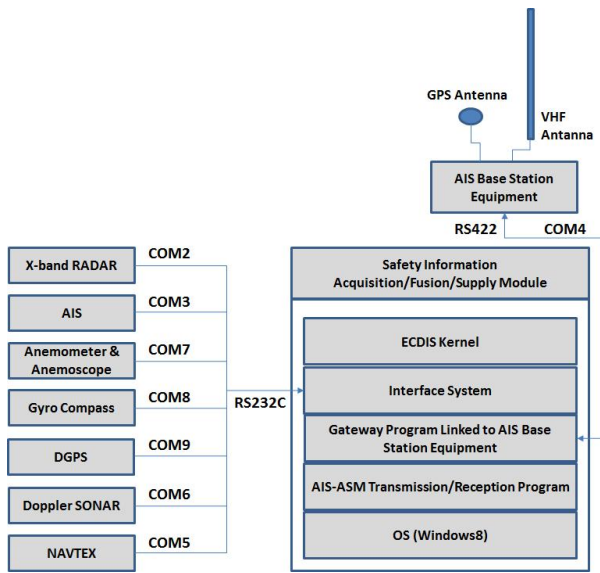 GPS Antenna
VHF
Antanna
AIS Base Station
Equipment
RS422
COM4
X-band RADAR
COM2
AIS
COM3
Anemometer &
Anemoscope
COM7
Gyro Compass
COM8
DGPS
COM9
Doppler SONAR
COM6
NAVTEX
COM5
RS232C
Safety Information
Acquisition/Fusion/Supply Module
ECDIS Kernel
Interface System
Gateway Program Linked to AIS Base
Station Equipment
AIS-ASM Transmission/Reception Program
OS (Windows8)